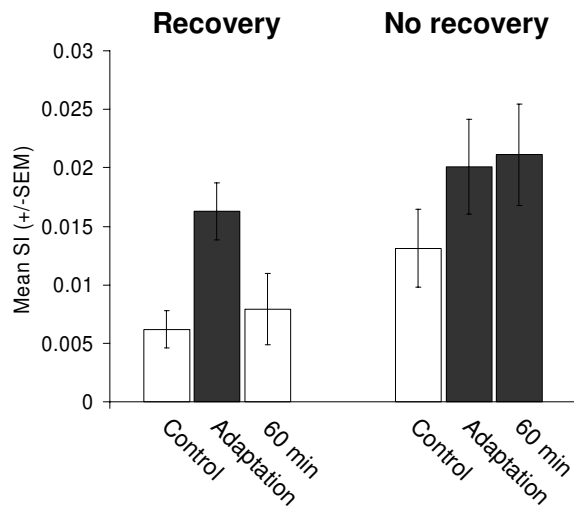 Recovery No recovery
0.03
0.025
0.02
0.015
0.01
0.005
0
Mean SI (+/-SEM)
Control
Adaptation
60 min
Control
Adaptation
60 min